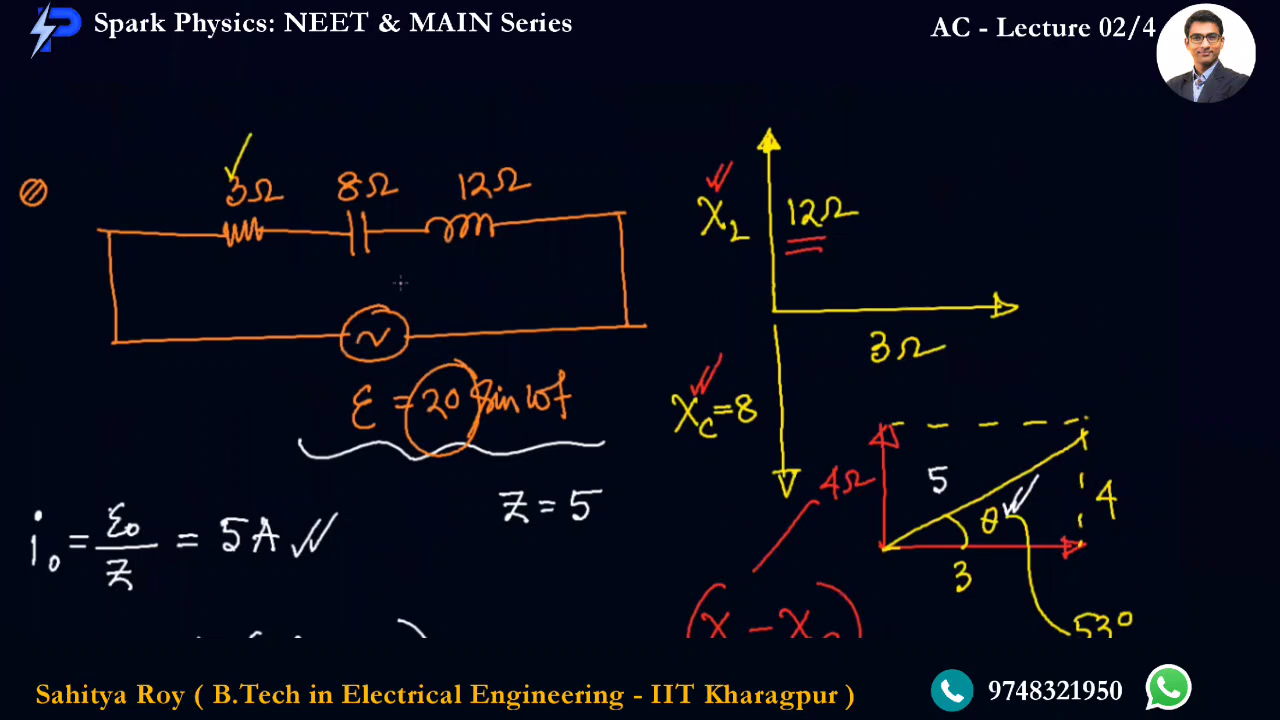 Spark Physics: NEET & MAIN Series
AC - Lecture 02/4
3Ω 8Ω 12Ω
ε = 20 sin ωt
i₀ = ε₀/Z = 5A
Z = 5
X_L 12Ω
3Ω
X_C = 8
4Ω
5
θ
4
3
53°
Sahitya Roy ( B.Tech in Electrical Engineering - IIT Kharagpur )
9748321950